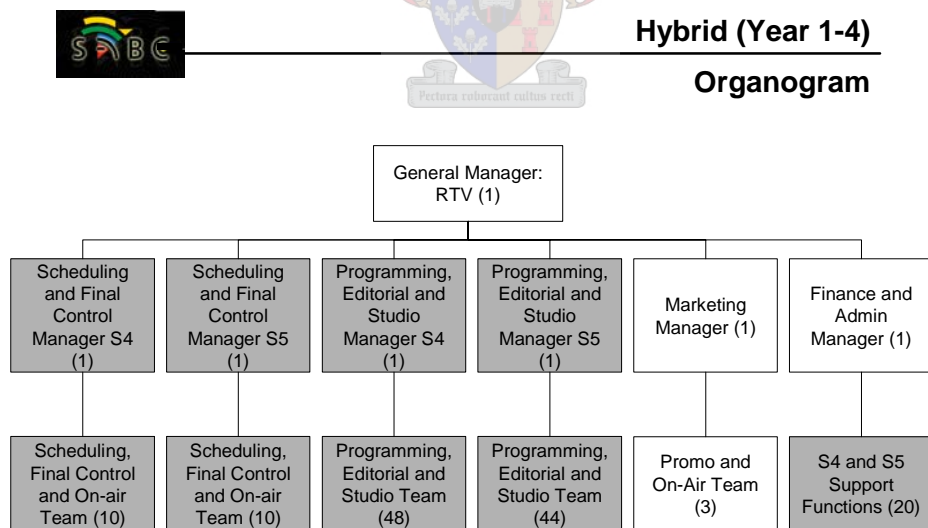 SABC
Hybrid (Year 1-4)
Organogram
Pectora roborant cultus recti
General Manager:
RTV (1)
Scheduling
and Final
Control
Manager S4
(1)
Scheduling
and Final
Control
Manager S5
(1)
Programming,
Editorial and
Studio
Manager S4
(1)
Programming,
Editorial and
Studio
Manager S5
(1)
Marketing
Manager (1)
Finance and
Admin
Manager (1)
Scheduling,
Final Control
and On-air
Team (10)
Scheduling,
Final Control
and On-air
Team (10)
Programming,
Editorial and
Studio Team
(48)
Programming,
Editorial and
Studio Team
(44)
Promo and
On-Air Team
(3)
S4 and S5
Support
Functions (20)